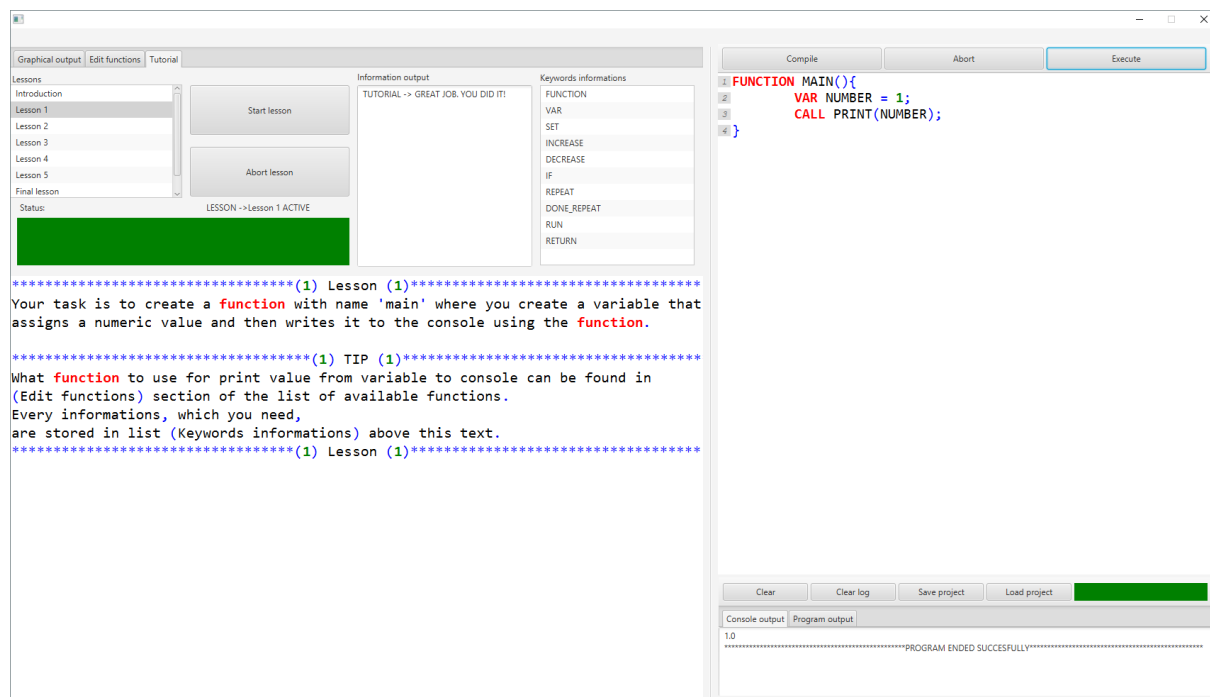 Graphical output Edit functions Tutorial
Lessons
Introduction
Lesson 1
Lesson 2
Lesson 3
Lesson 4
Lesson 5
Final lesson
Start lesson
Abort lesson
Information output
TUTORIAL -> GREAT JOB. YOU DID IT!
Keywords informations
FUNCTION
VAR
SET
INCREASE
DECREASE
IF
REPEAT
DONE_REPEAT
RUN
RETURN
Status:
LESSON ->Lesson 1 ACTIVE
**********************************(1) Lesson (1)***********************************
Your task is to create a function with name 'main' where you create a variable that
assigns a numeric value and then writes it to the console using the function.
************************************(1) TIP (1)************************************
What function to use for print value from variable to console can be found in
(Edit functions) section of the list of available functions.
Every informations, which you need,
are stored in list (Keywords informations) above this text.
**********************************(1) Lesson (1)***********************************
Compile Abort Execute
1 FUNCTION MAIN(){
2 VAR NUMBER = 1;
3 CALL PRINT(NUMBER);
4 }
Clear Clear log Save project Load project
Console output Program output
1.0
**************************************************PROGRAM ENDED SUCCESFULLY************************************************